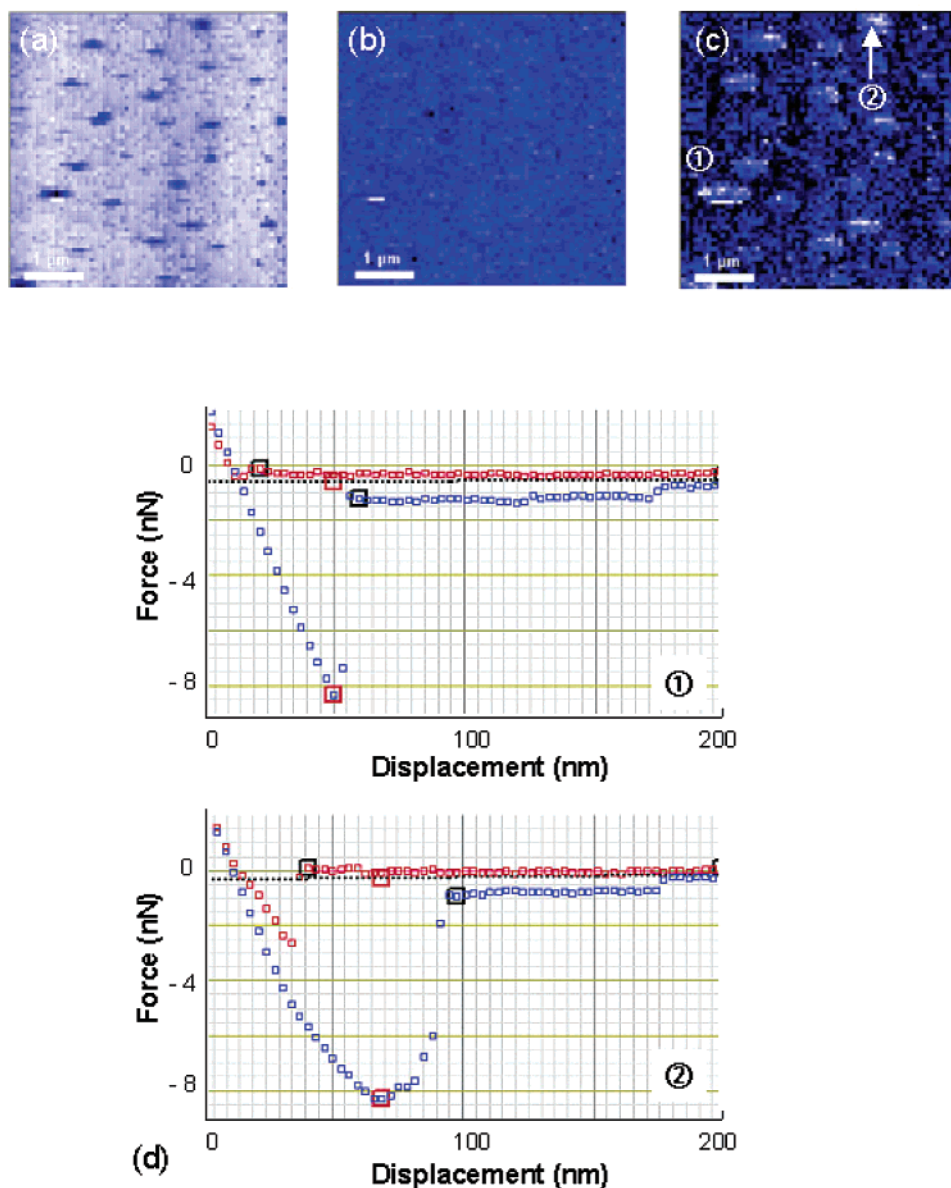 (a) (b) (c)
②
①
1 μm 1 μm 1 μm
0
- 4
- 8
Force (nN)
①
0 100 200
Displacement (nm)
0
- 4
- 8
Force (nN)
②
0 100 200
(d) Displacement (nm)